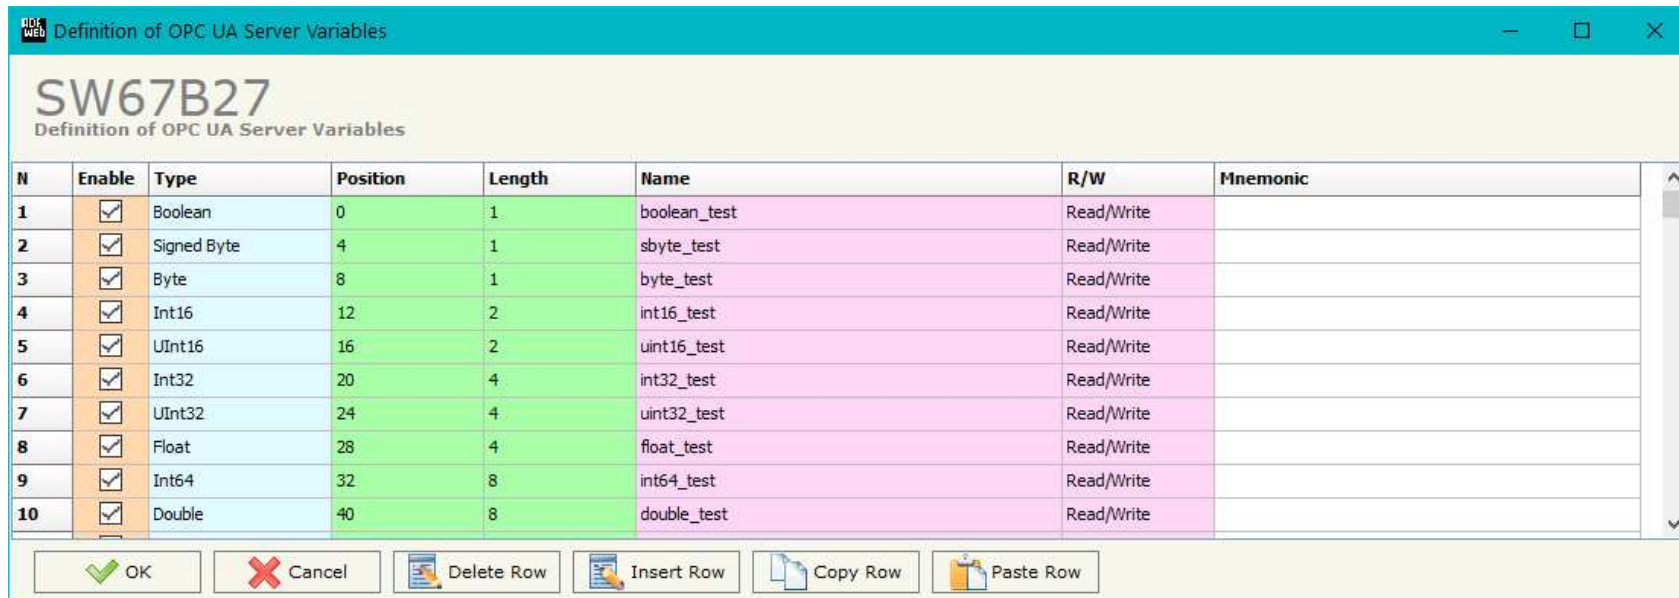 ADF WEB Definition of OPC UA Server Variables
SW67B27
Definition of OPC UA Server Variables
N Enable Type Position Length Name R/W Mnemonic
1 Boolean 0 1 boolean_test Read/Write
2 Signed Byte 4 1 sbyte_test Read/Write
3 Byte 8 1 byte_test Read/Write
4 Int16 12 2 int16_test Read/Write
5 UInt16 16 2 uint16_test Read/Write
6 Int32 20 4 int32_test Read/Write
7 UInt32 24 4 uint32_test Read/Write
8 Float 28 4 float_test Read/Write
9 Int64 32 8 int64_test Read/Write
10 Double 40 8 double_test Read/Write
OK Cancel Delete Row Insert Row Copy Row Paste Row